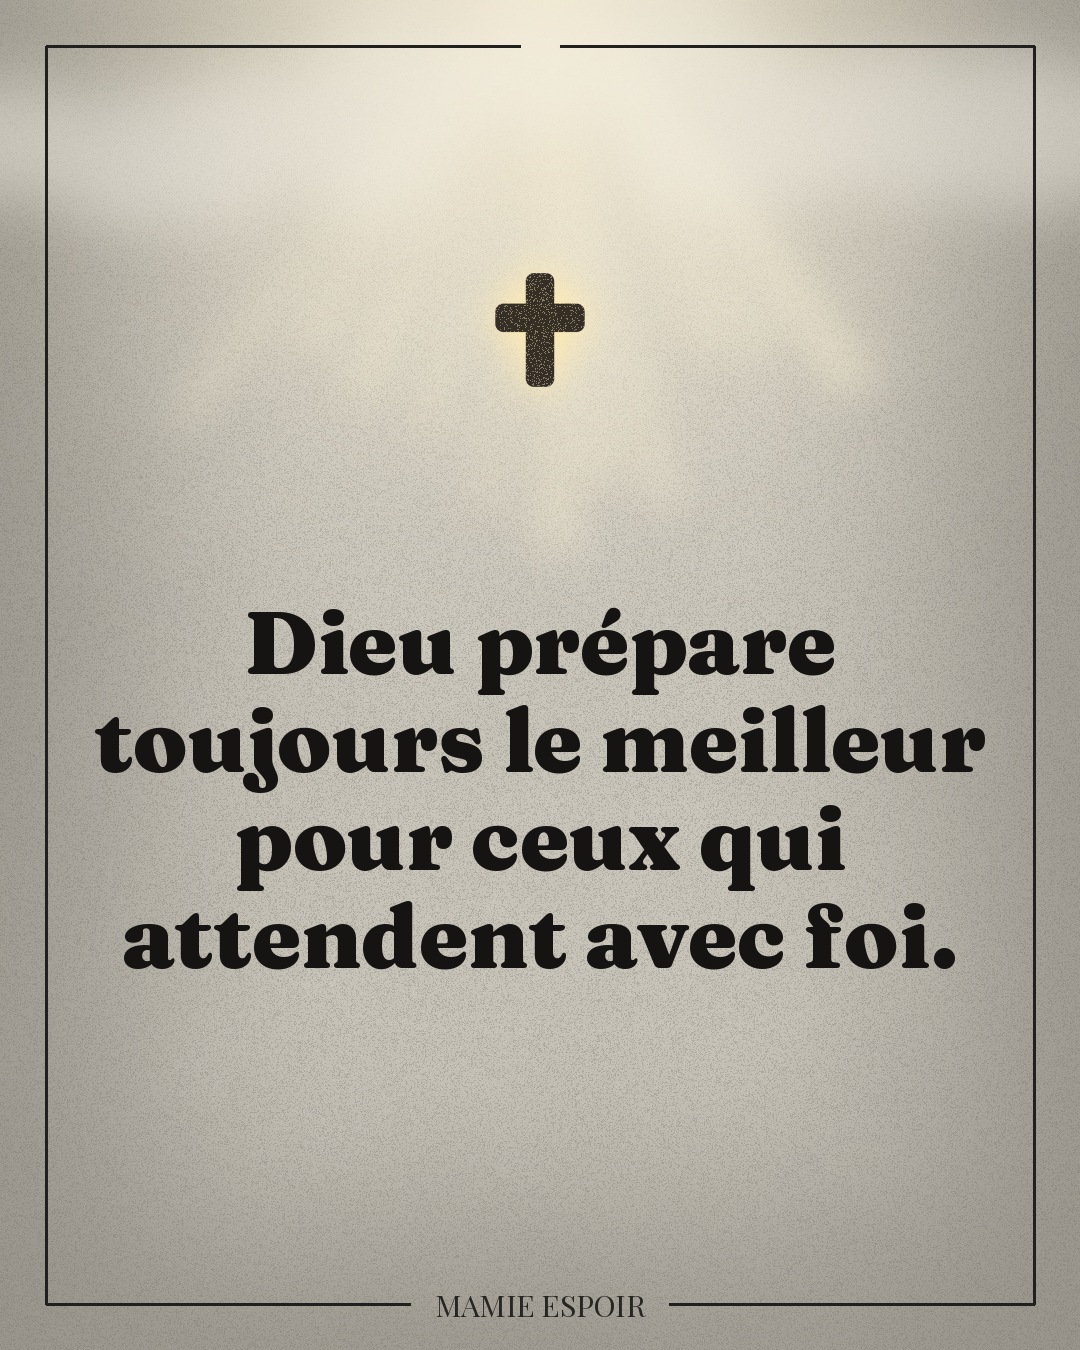 Dieu prépare
toujours le meilleur
pour ceux qui
attendent avec foi.
MAMIE ESPOIR